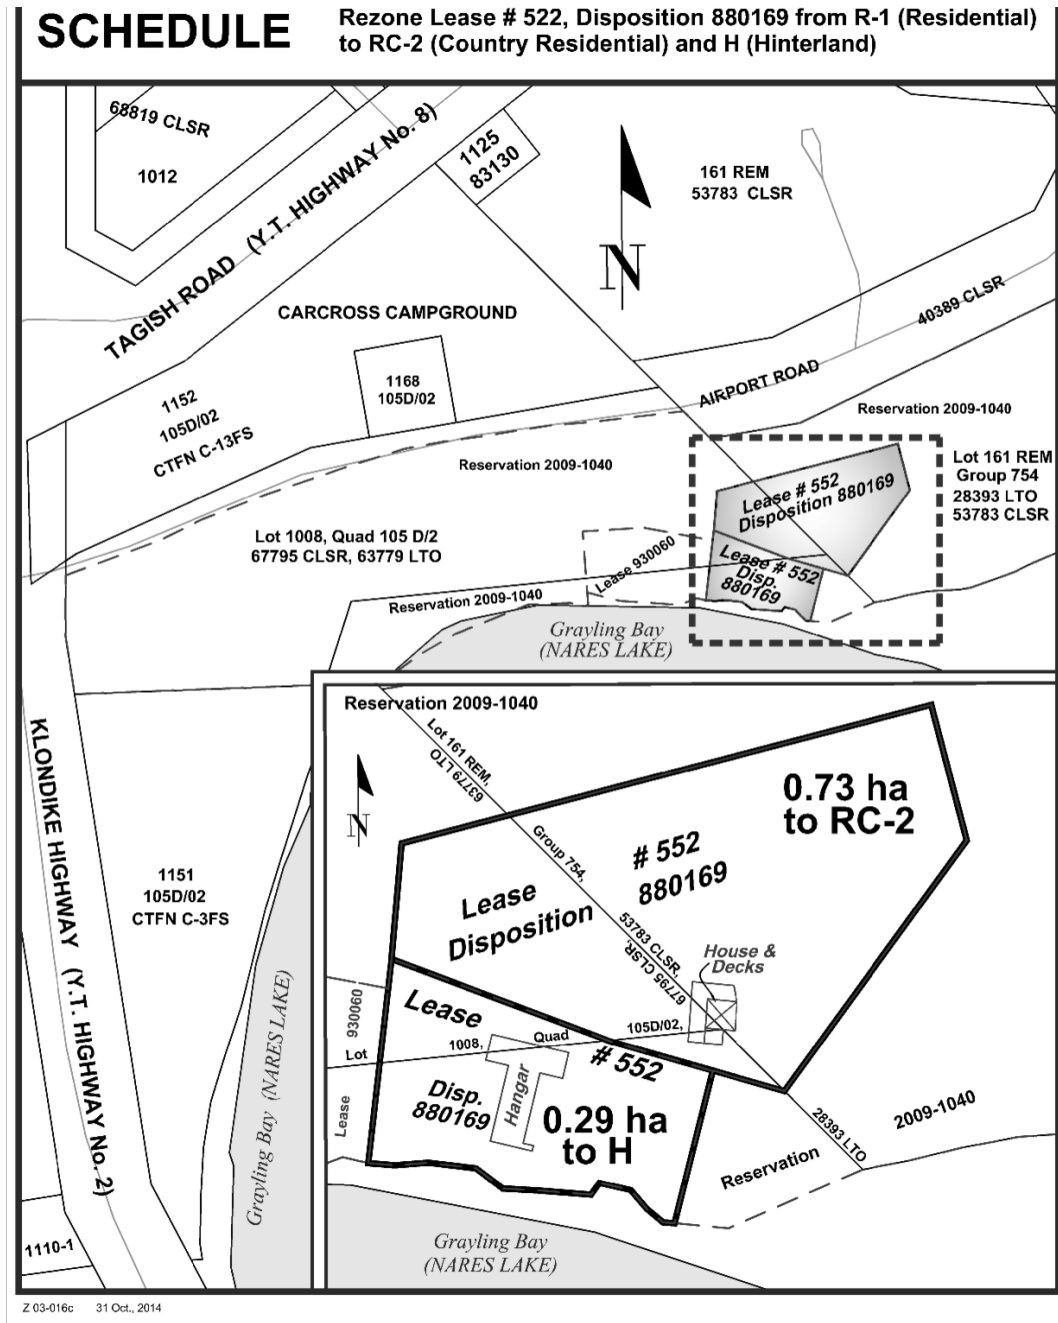 SCHEDULE
Rezone Lease # 522, Disposition 880169 from R-1 (Residential)
to RC-2 (Country Residential) and H (Hinterland)
68819 CLSR
1012
TAGISH ROAD (Y.T. HIGHWAY No. 8)
1125
83130
161 REM
53783 CLSR
N
CARCROSS CAMPGROUND
40389 CLSR
1168
105D/02
1152
105D/02
CTFN C-13FS
AIRPORT ROAD
Reservation 2009-1040
Reservation 2009-1040
Lot 161 REM
Group 754
28393 LTO
53783 CLSR
Lease # 552
Disposition 880169
Lot 1008, Quad 105 D/2
67795 CLSR, 63779 LTO
Lease 930060
Lease # 552
Disp.
880169
Reservation 2009-1040
Grayling Bay
(NARES LAKE)
KLONDIKE HIGHWAY (Y.T. HIGHWAY No. 2)
1151
105D/02
CTFN C-3FS
Grayling Bay (NARES LAKE)
1110-1
Reservation 2009-1040
Lot 161 REM,
63779 LTO
N
0.73 ha
to RC-2
Group 754,
# 552
880169
Lease
Disposition
53783 CLSR,
67795 CLSR,
House &
Decks
Lease
930060
Lot
1008,
Quad
105D/02,
# 552
Disp.
880169
Hangar
0.29 ha
to H
Lease
28393 LTO
Reservation
2009-1040
Grayling Bay
(NARES LAKE)
Z 03-016c 31 Oct., 2014